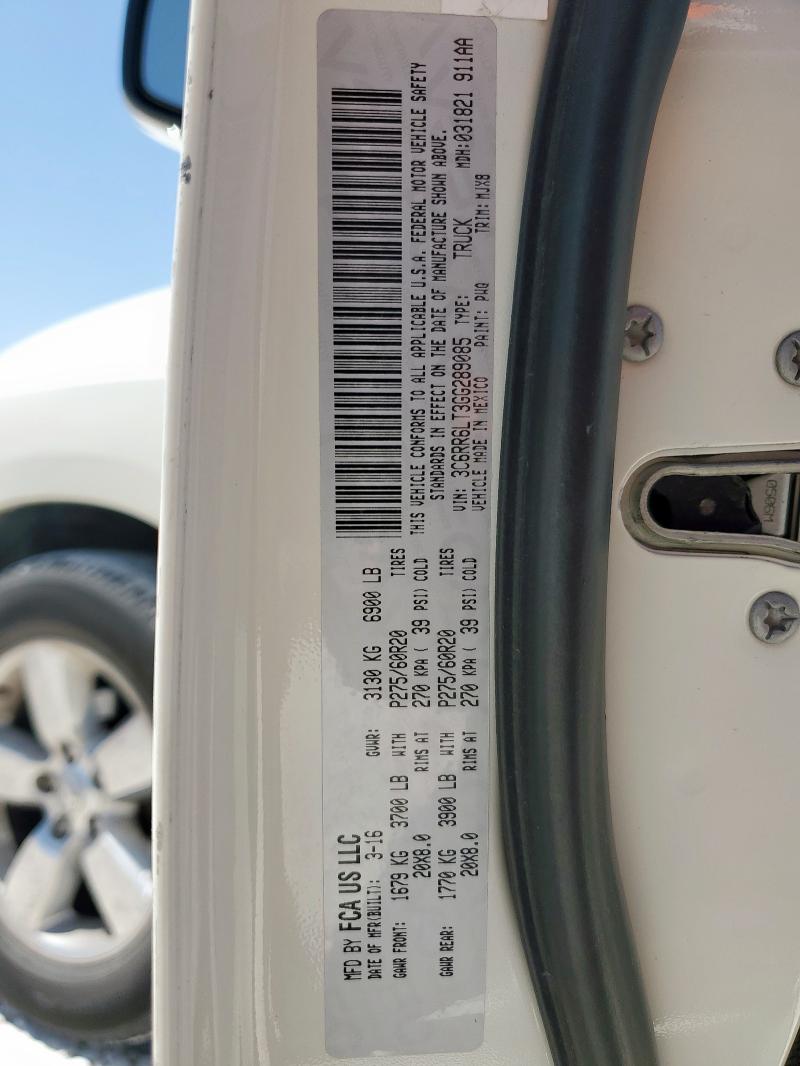 MFD BY FCA US LLC
DATE OF MFR(BUILT): 3-16 GVWR: 3130 KG 6900 LB
GAWR FRONT: 1679 KG 3700 LB WITH P275/60R20 TIRES
20X8.0 RIMS AT 270 KPA ( 39 PSI) COLD
GAWR REAR: 1770 KG 3900 LB WITH P275/60R20 TIRES
20X8.0 RIMS AT 270 KPA ( 39 PSI) COLD
THIS VEHICLE CONFORMS TO ALL APPLICABLE U.S.A. FEDERAL MOTOR VEHICLE SAFETY
STANDARDS IN EFFECT ON THE DATE OF MANUFACTURE SHOWN ABOVE.
VIN: 3C6RR6LT3GG289085 TYPE: TRUCK MDH:031821 911AA
VEHICLE MADE IN MEXICO PAINT: PWQ TRIM: MJX8